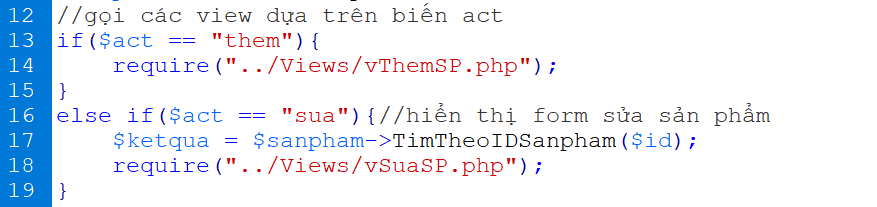 12 //gọi các view dựa trên biến act
13 if($act == "them"){
14     require("../Views/vThemSP.php");
15 }
16 else if($act == "sua"){//hiển thị form sửa sản phẩm
17     $ketqua = $sanpham->TimTheoIDSanpham($id);
18     require("../Views/vSuaSP.php");
19 }